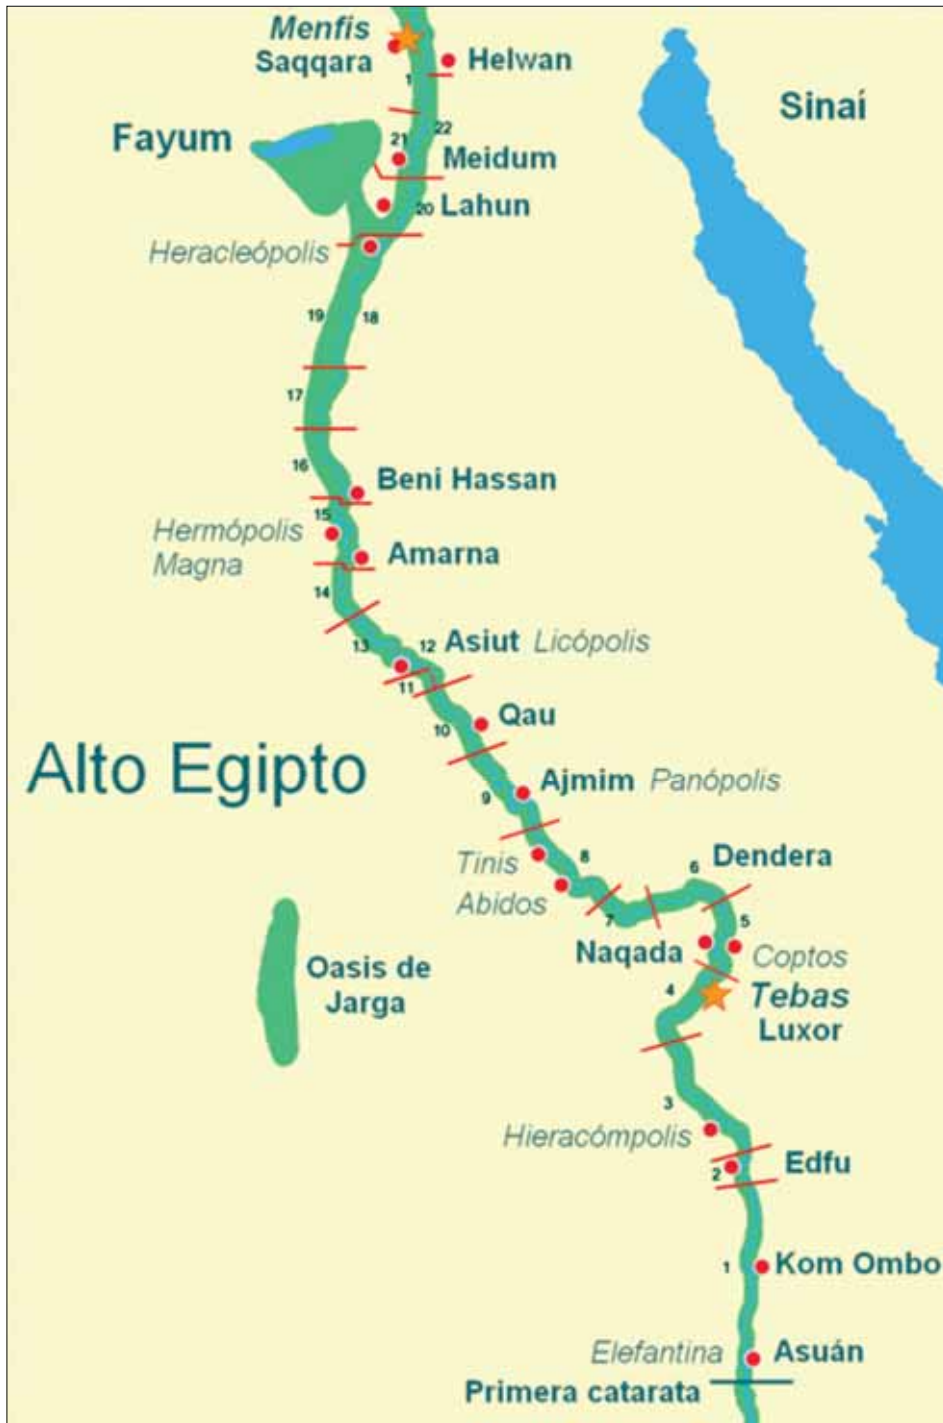 Menfis
Saqqara
Helwan
Sinaí
1
Fayum
22
21
Meidum
20
Lahun
Heracleópolis
19
18
17
16
Beni Hassan
15
Hermópolis
Magna
Amarna
14
13
12
Asiut Licópolis
11
Qau
10
Alto Egipto
Ajmim Panópolis
9
Tinis
8
6
Dendera
Abidos
7
5
Naqada
Coptos
4
Tebas
Luxor
Oasis de
Jarga
3
Hieracómpolis
2
Edfu
1
Kom Ombo
Elefantina
Asuán
Primera catarata